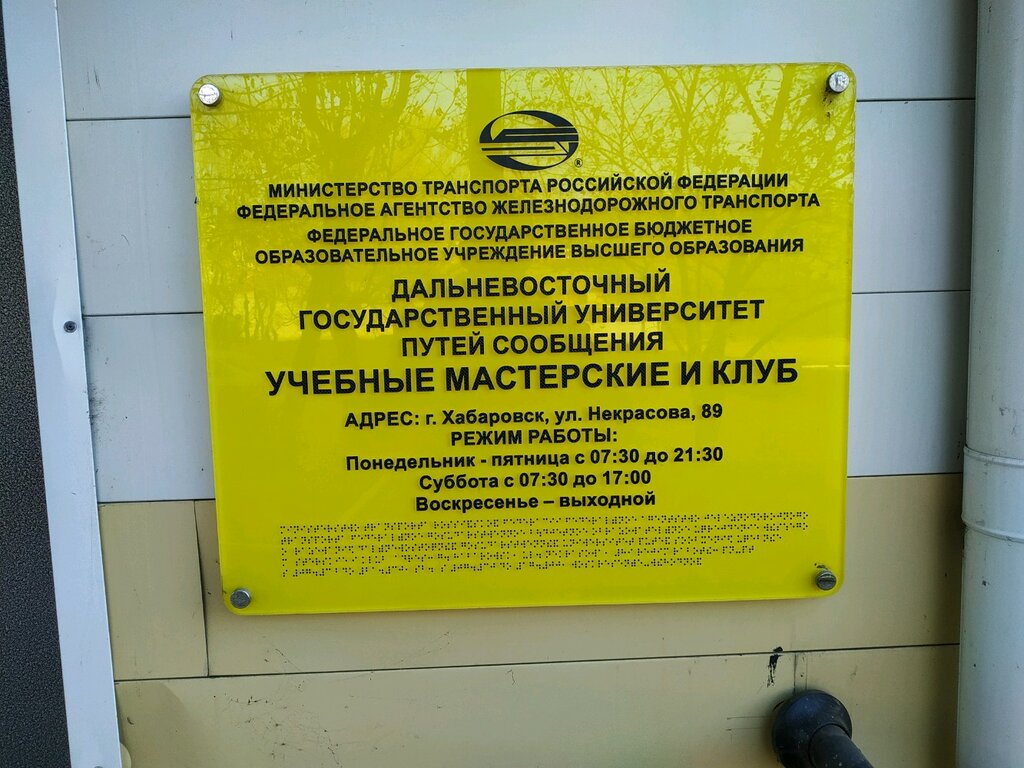 ®
МИНИСТЕРСТВО ТРАНСПОРТА РОССИЙСКОЙ ФЕДЕРАЦИИ
ФЕДЕРАЛЬНОЕ АГЕНТСТВО ЖЕЛЕЗНОДОРОЖНОГО ТРАНСПОРТА
ФЕДЕРАЛЬНОЕ ГОСУДАРСТВЕННОЕ БЮДЖЕТНОЕ
ОБРАЗОВАТЕЛЬНОЕ УЧРЕЖДЕНИЕ ВЫСШЕГО ОБРАЗОВАНИЯ
ДАЛЬНЕВОСТОЧНЫЙ
ГОСУДАРСТВЕННЫЙ УНИВЕРСИТЕТ
ПУТЕЙ СООБЩЕНИЯ
УЧЕБНЫЕ МАСТЕРСКИЕ И КЛУБ
АДРЕС: г. Хабаровск, ул. Некрасова, 89
РЕЖИМ РАБОТЫ:
Понедельник - пятница с 07:30 до 21:30
Суббота с 07:30 до 17:00
Воскресенье – выходной